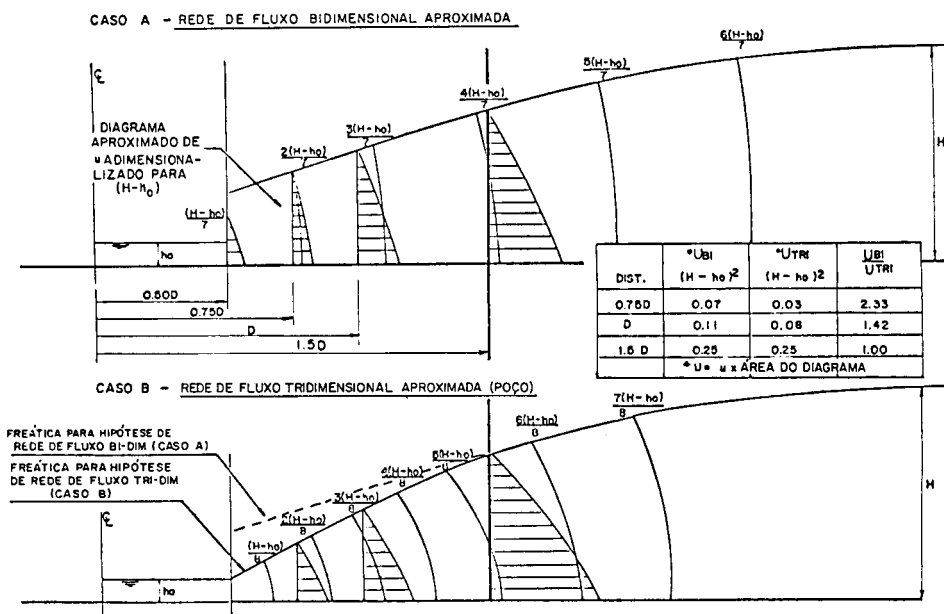 CASO A - REDE DE FLUXO BIDIMENSIONAL APROXIMADA
6(H-ho)
7
5(H-ho)
7
℄
4(H-ho)
7
DIAGRAMA
APROXIMADO DE
u ADIMENSIONA-
LIZADO PARA
(H-ho)
3(H-ho)
7
2(H-ho)
7
H
(H-ho)
7
ho
DIST.
*UBI
(H-ho)2
*UTRI
(H-ho)2
UBI
UTRI
0.75D 0.07 0.03 2.33
D 0.11 0.08 1.42
1.5 D 0.25 0.25 1.00
*U= u x ÁREA DO DIAGRAMA
0.50D
0.75D
D
1.5D
CASO B - REDE DE FLUXO TRIDIMENSIONAL APROXIMADA (POÇO)
7(H-ho)
8
6(H-ho)
8
FREÁTICA PARA HIPÓTESE DE
REDE DE FLUXO BI-DIM (CASO A)
FREÁTICA PARA HIPÓTESE
DE REDE DE FLUXO TRI-DIM
(CASO B)
5(H-ho)
8
4(H-ho)
8
3(H-ho)
8
2(H-ho)
8
(H-ho)
8
℄
H
ho